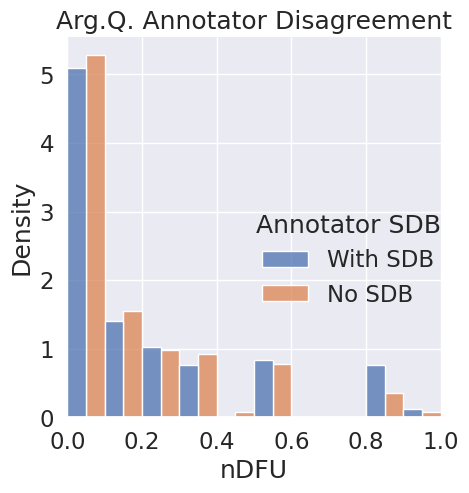 Arg.Q. Annotator Disagreement
Density
5
4
3
2
1
0
Annotator SDB
With SDB
No SDB
0.0 0.2 0.4 0.6 0.8 1.0
nDFU